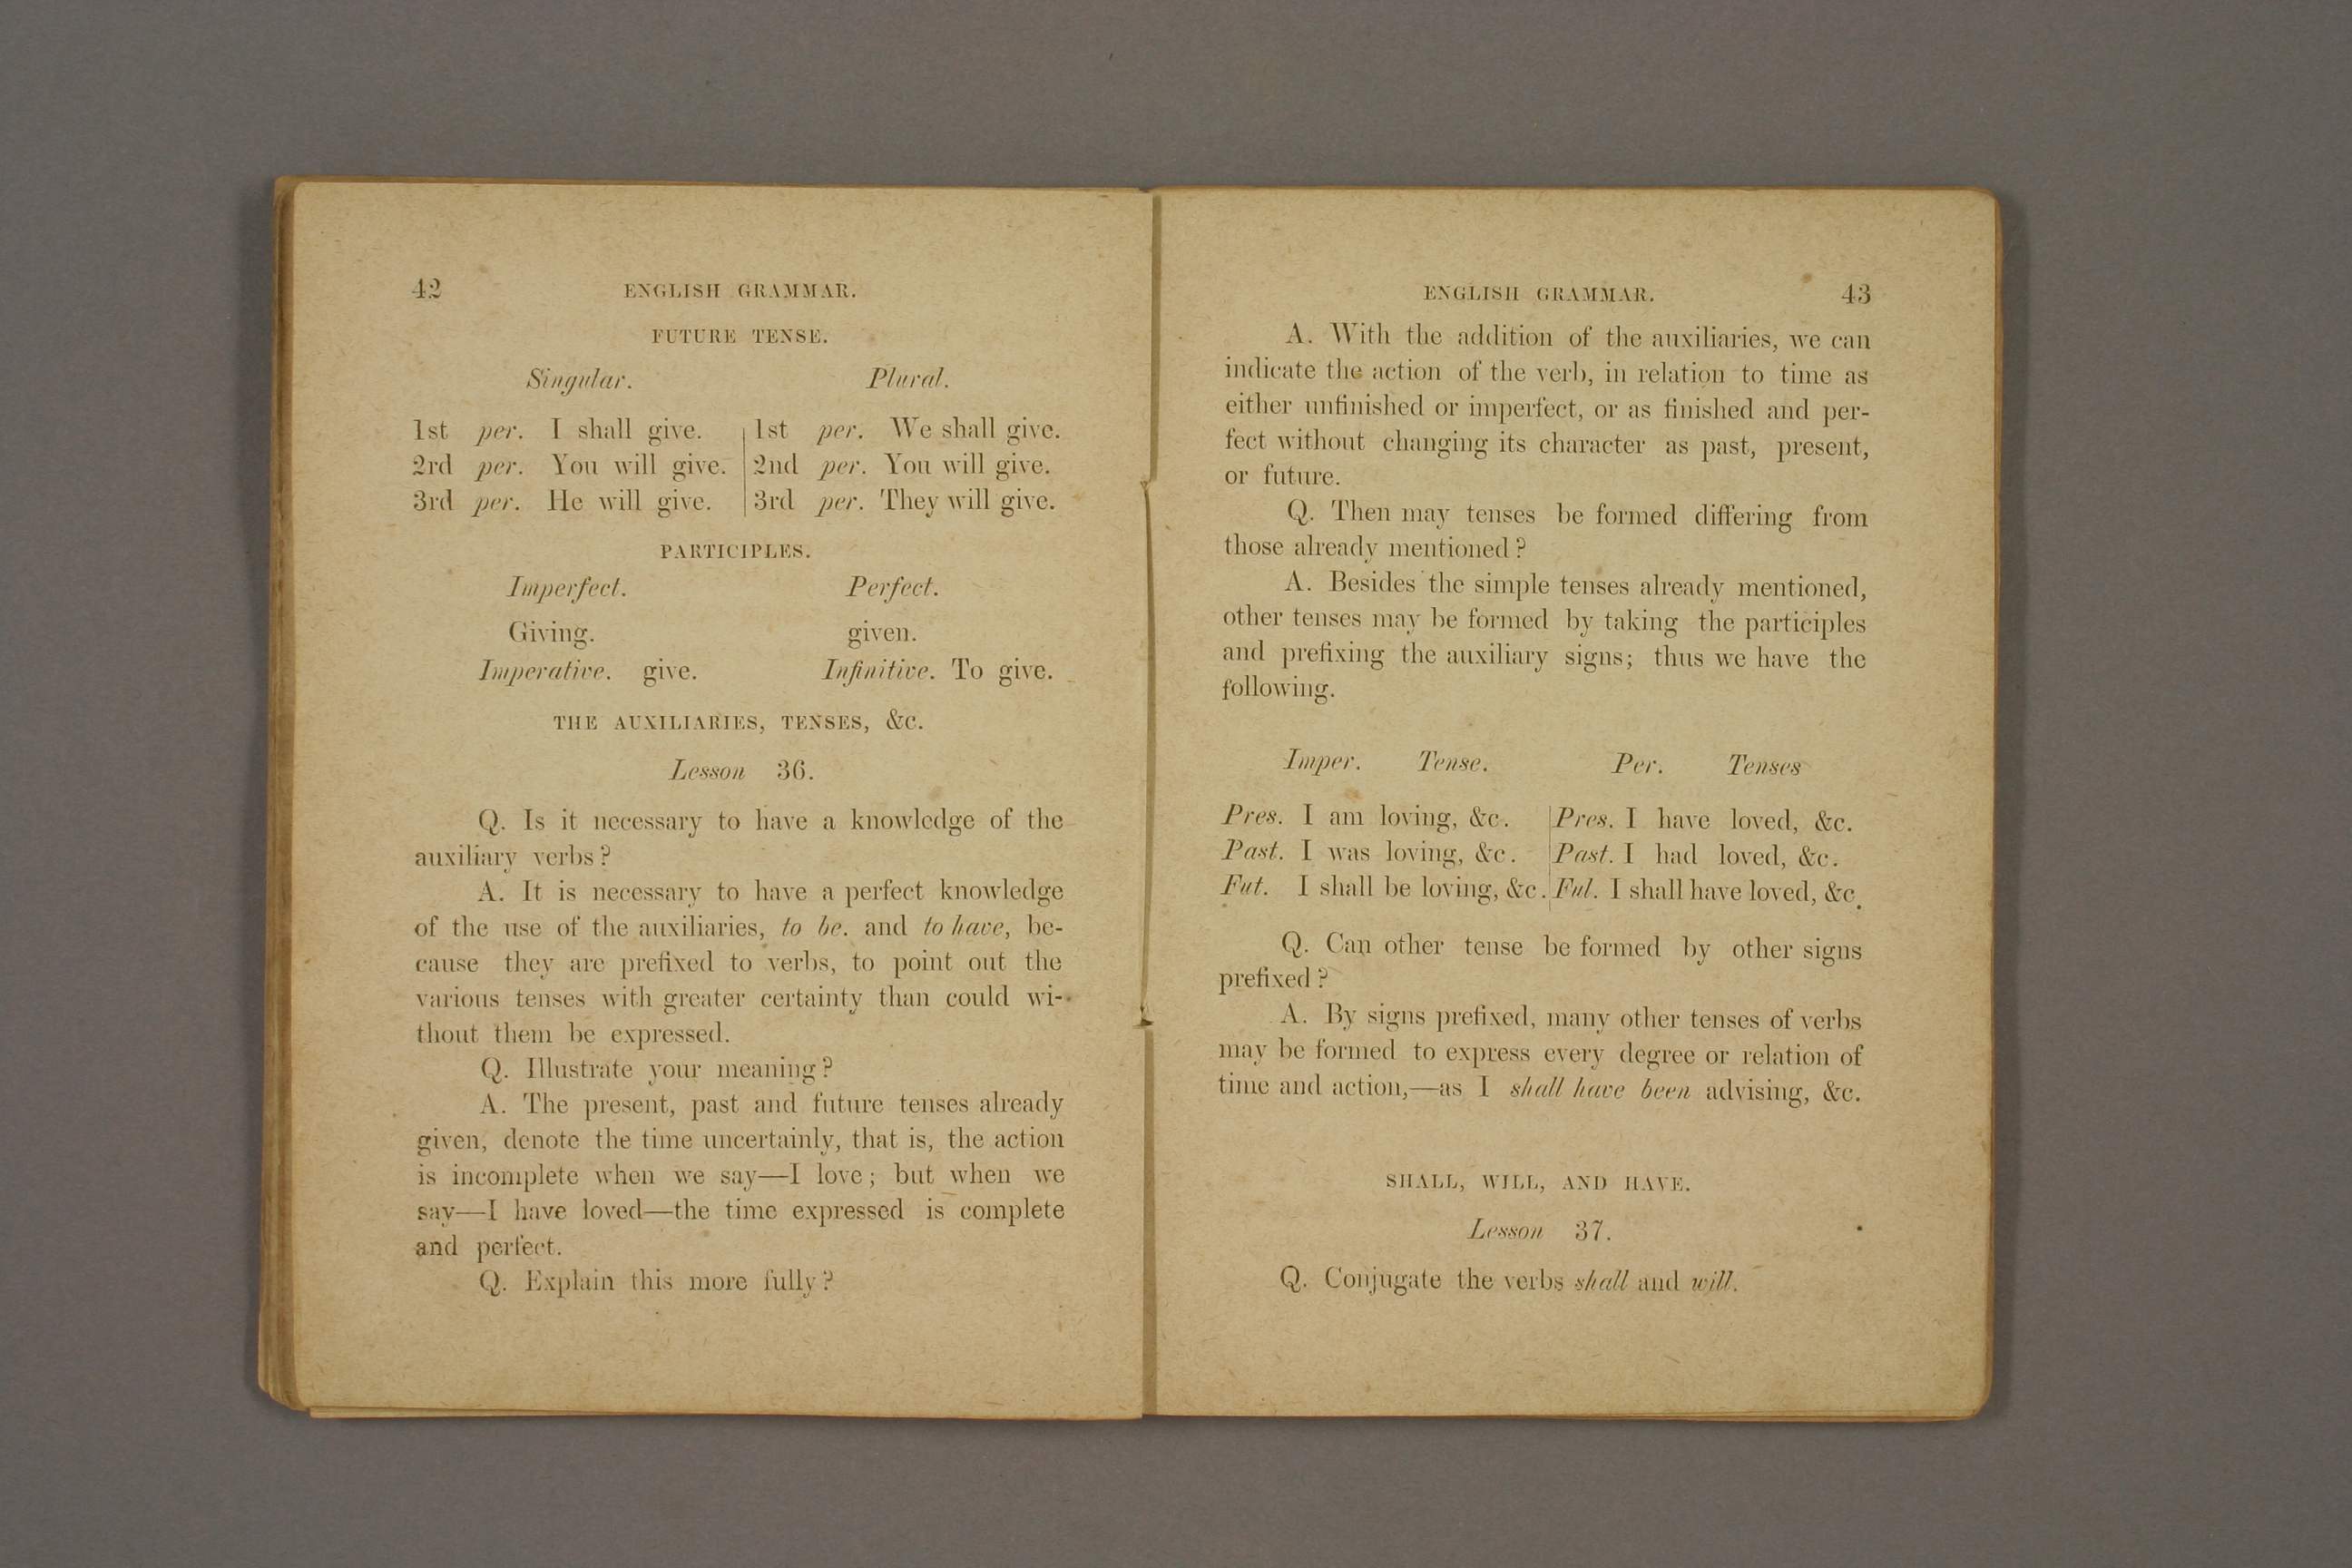 42 ENGLISH GRAMMAR.
FUTURE TENSE.
Singular. Plural.
1st per. I shall give. 1st per. We shall give.
2rd per. You will give. 2nd per. You will give.
3rd per. He will give. 3rd per. They will give.
PARTICIPLES.
Imperfect. Perfect.
Giving. given.
Imperative. give. Infinitive. To give.
THE AUXILIARIES, TENSES, &c.
Lesson 36.
Q. Is it necessary to have a knowledge of the
auxiliary verbs?
A. It is necessary to have a perfect knowledge
of the use of the auxiliaries, to be. and to have, be-
cause they are prefixed to verbs, to point out the
various tenses with greater certainty than could wi-
thout them be expressed.
Q. Illustrate your meaning?
A. The present, past and future tenses already
given, denote the time uncertainly, that is, the action
is incomplete when we say—I love; but when we
say—I have loved—the time expressed is complete
and perfect.
Q. Explain this more fully?
ENGLISH GRAMMAR. 43
A. With the addition of the auxiliaries, we can
indicate the action of the verb, in relation to time as
either unfinished or imperfect, or as finished and per-
fect without changing its character as past, present,
or future.
Q. Then may tenses be formed differing from
those already mentioned?
A. Besides the simple tenses already mentioned,
other tenses may be formed by taking the participles
and prefixing the auxiliary signs; thus we have the
following.
Imper. Tense. Per. Tenses
Pres. I am loving, &c. Pres. I have loved, &c.
Past. I was loving, &c. Past. I had loved, &c.
Fut. I shall be loving, &c. Ful. I shall have loved, &c.
Q. Can other tense be formed by other signs
prefixed?
A. By signs prefixed, many other tenses of verbs
may be formed to express every degree or relation of
time and action,—as I shall have been advising, &c.
SHALL, WILL, AND HAVE.
Lesson 37.
Q. Conjugate the verbs shall and will.